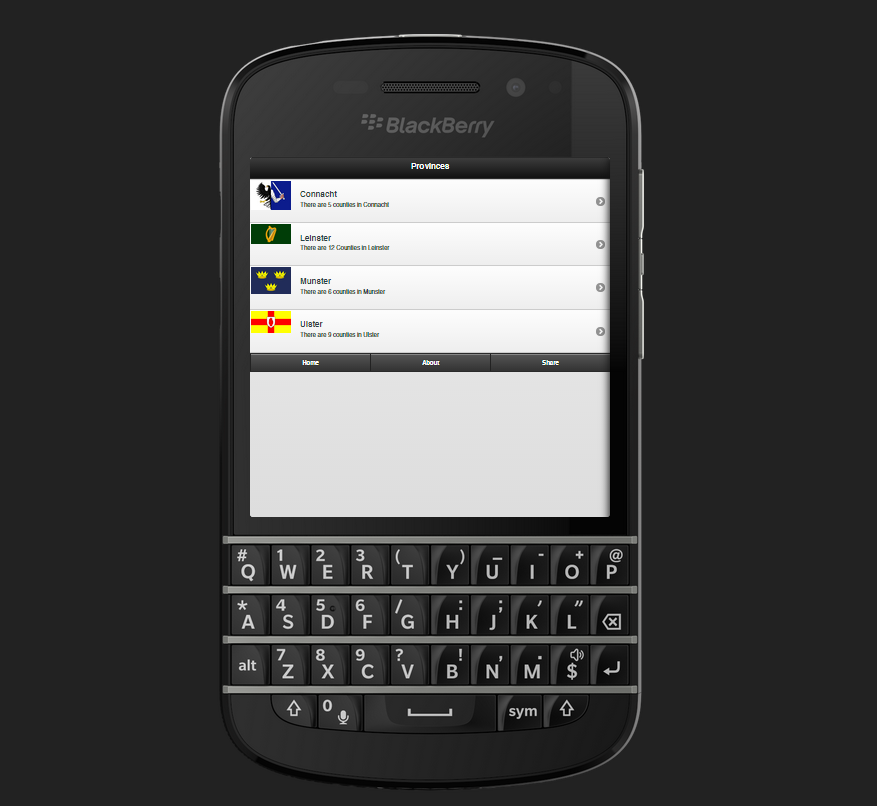 BlackBerry
Provinces
Connacht
There are 5 counties in Connacht
Leinster
There are 12 Counties in Leinster
Munster
There are 6 counties in Munster
Ulster
There are 9 counties in Ulster
Home About Share
# 1 2 3 ( ) _ - + @
Q W E R T Y U I O P
* 4 5 6 / : ; ' "
A S D F G H J K L
7 8 9 ? ! , .
alt Z X C V B N M $
0 sym